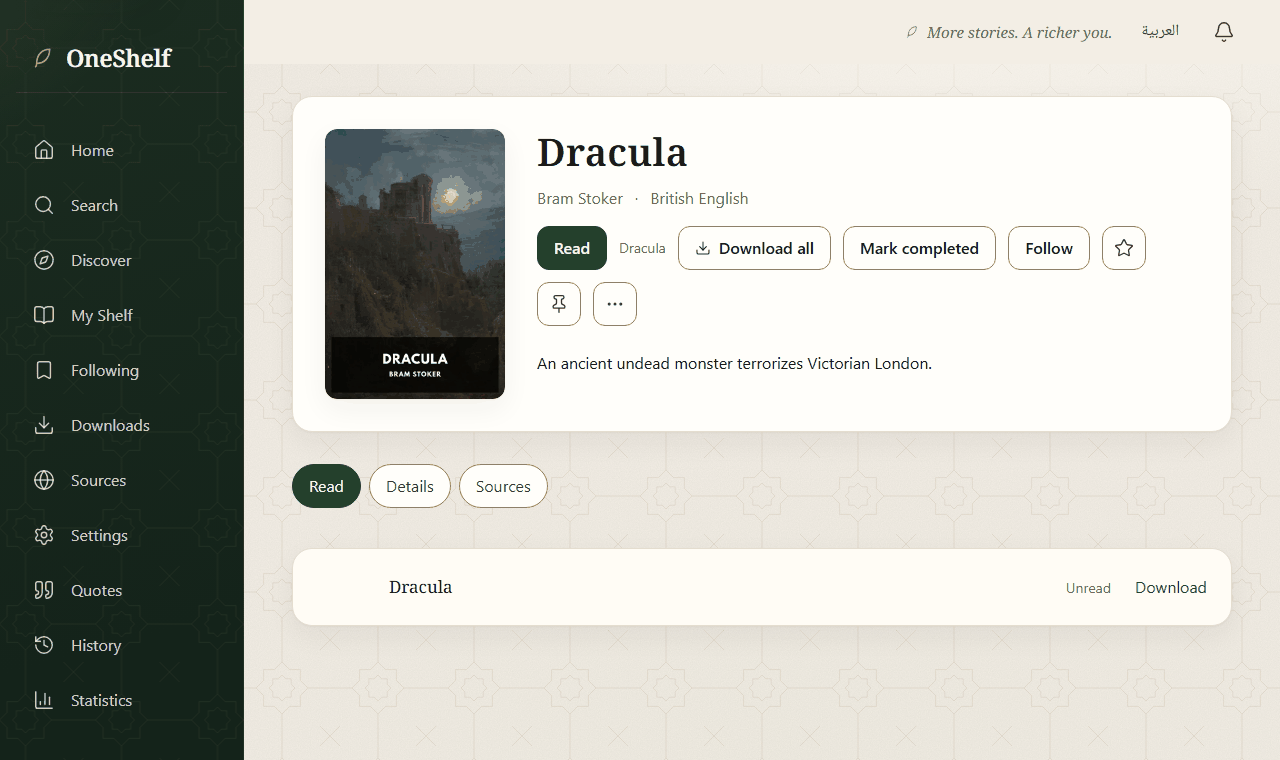 OneShelf
Home
Search
Discover
My Shelf
Following
Downloads
Sources
Settings
Quotes
History
Statistics
More stories. A richer you.
العربية
DRACULA
BRAM STOKER
Dracula
Bram Stoker · British English
Read Dracula Download all Mark completed Follow
An ancient undead monster terrorizes Victorian London.
Read Details Sources
Dracula Unread Download